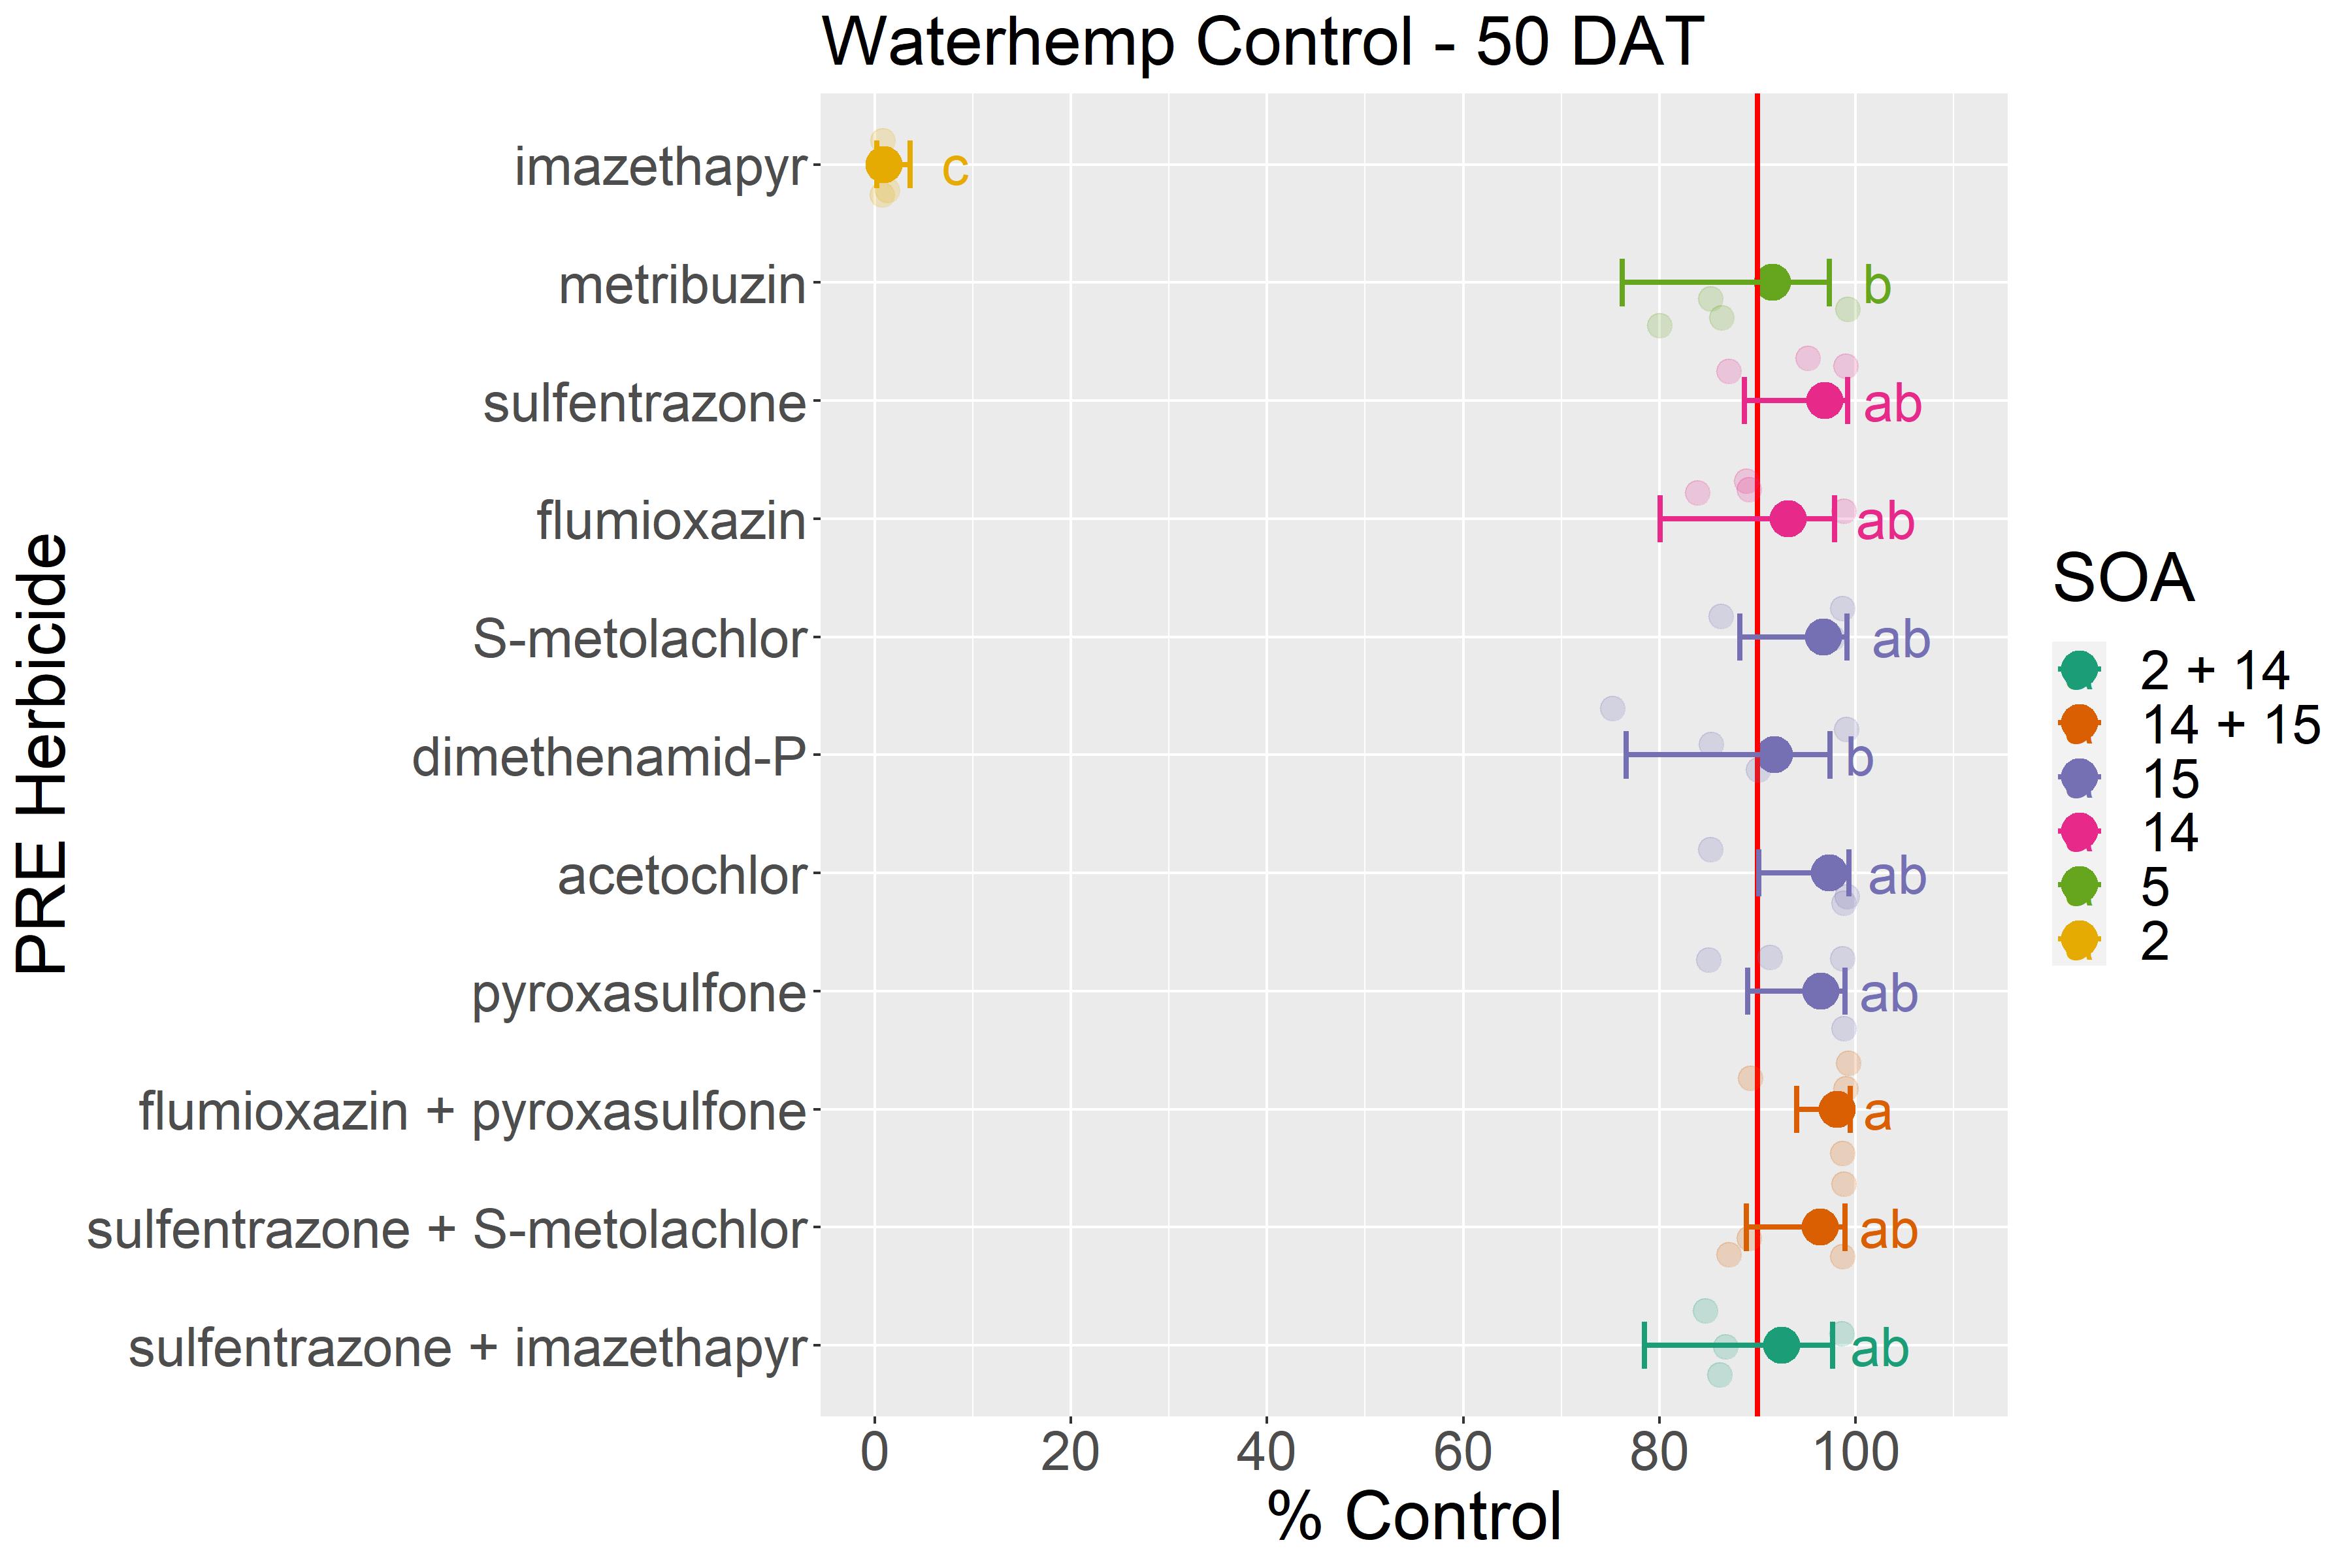 Waterhemp Control - 50 DAT
PRE Herbicide
imazethapyr
c
metribuzin
b
sulfentrazone
ab
flumioxazin
ab
S-metolachlor
ab
dimethenamid-P
b
acetochlor
ab
pyroxasulfone
ab
flumioxazin + pyroxasulfone
a
sulfentrazone + S-metolachlor
ab
sulfentrazone + imazethapyr
ab
0 20 40 60 80 100
% Control
SOA
2 + 14
14 + 15
15
14
5
2